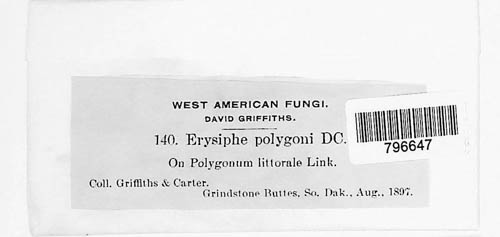 WEST AMERICAN FUNGI.
DAVID GRIFFITHS.
140. Erysiphe polygoni DC.
On Polygonum littorale Link.
Coll. Griffiths & Carter.
Grindstone Buttes, So. Dak., Aug., 1897.
796647